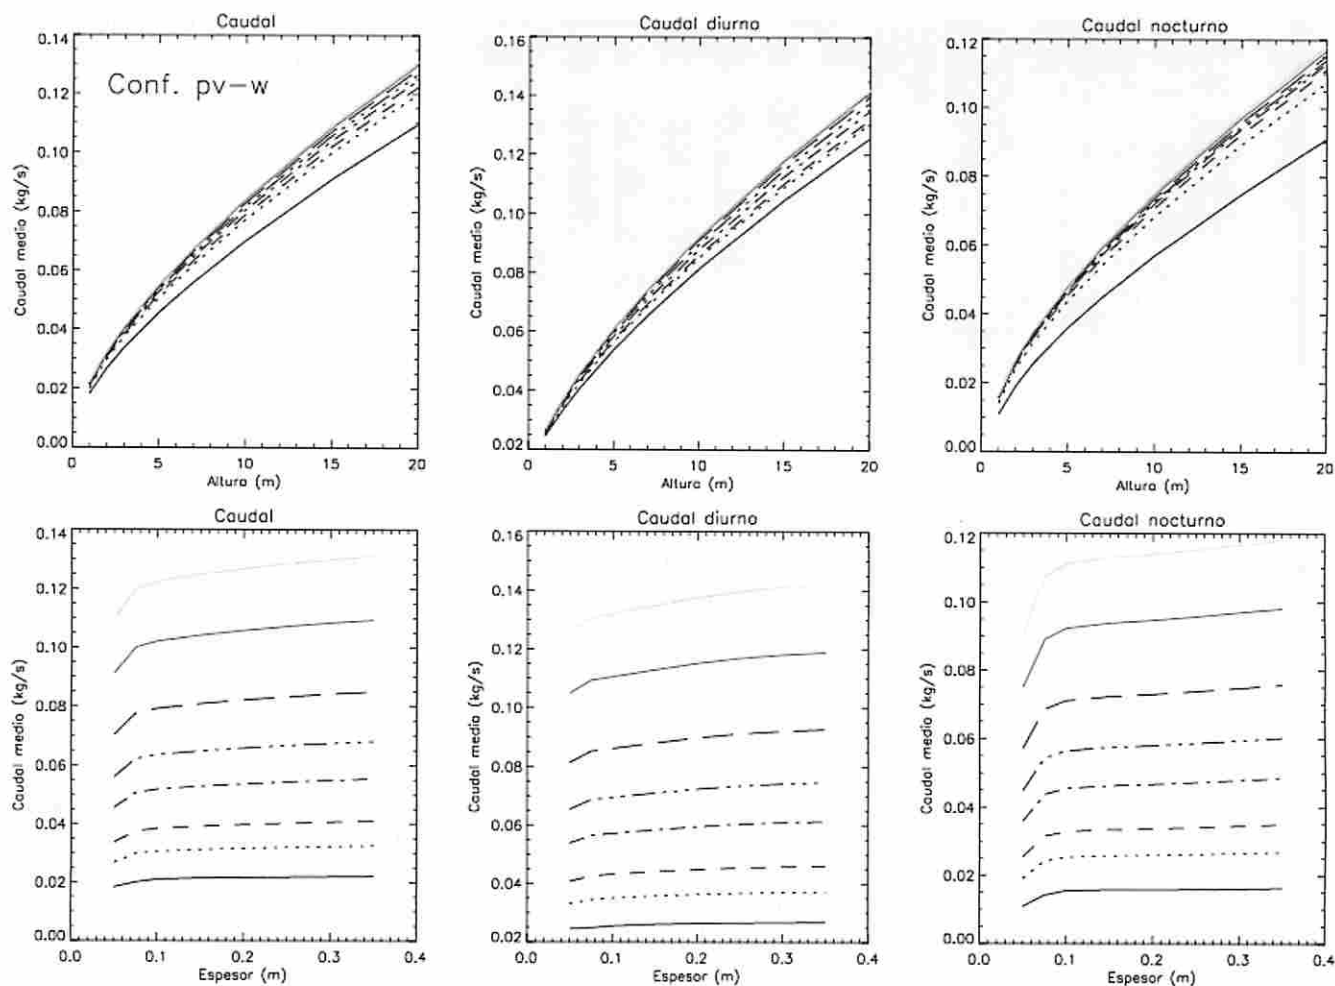 Caudal
0.14
0.12
0.10
0.08
0.06
0.04
0.02
0.00
Conf. pv-w
Caudal medio (kg/s)
0 5 10 15 20
Altura (m)
Caudal diurno
0.16
0.14
0.12
0.10
0.08
0.06
0.04
0.02
Caudal medio (kg/s)
0 5 10 15 20
Altura (m)
Caudal nocturno
0.12
0.10
0.08
0.06
0.04
0.02
0.00
Caudal medio (kg/s)
0 5 10 15 20
Altura (m)
Caudal
0.14
0.12
0.10
0.08
0.06
0.04
0.02
0.00
Caudal medio (kg/s)
0.0 0.1 0.2 0.3 0.4
Espesor (m)
Caudal diurno
0.16
0.14
0.12
0.10
0.08
0.06
0.04
0.02
Caudal medio (kg/s)
0.0 0.1 0.2 0.3 0.4
Espesor (m)
Caudal nocturno
0.12
0.10
0.08
0.06
0.04
0.02
0.00
Caudal medio (kg/s)
0.0 0.1 0.2 0.3 0.4
Espesor (m)